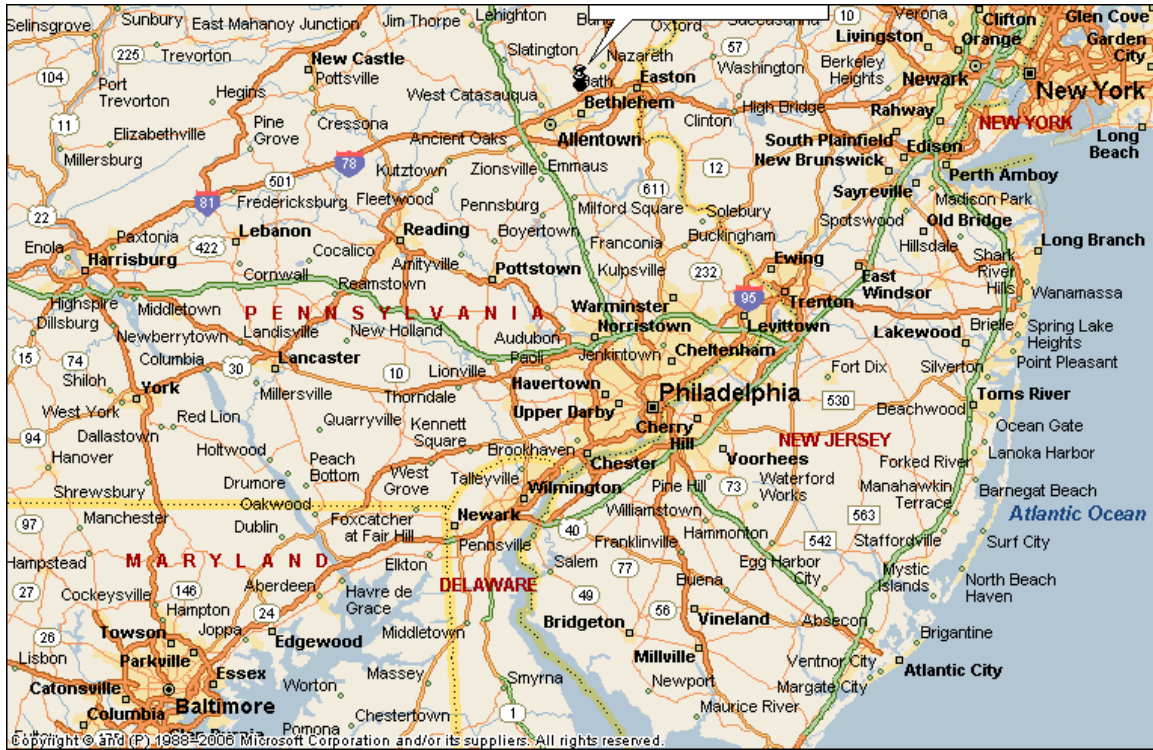 Selinsgrove
Sunbury
East Mahanoy Junction
Jim Thorpe
Lehighton
Oxford
10
Verona
Clifton
Glen Cove
Trevorton
225
Slatington
Nazareth
57
Livingston
Orange
Garden
City
104
Port
Trevorton
New Castle
Pottsville
Easton
Washington
Berkeley
Heights
Newark
New York
Hegins
West Catasauqua
Bethlehem
High Bridge
Rahway
11
Elizabethville
Pine
Grove
Cressona
Ancient Oaks
Allentown
Clinton
South Plainfield
Edison
NEW YORK
Long
Beach
Millersburg
78
Kutztown
Zionsville
Emmaus
12
New Brunswick
Perth Amboy
501
81
Fredericksburg
Fleetwood
Pennsburg
611
Milford Square
Solebury
Sayreville
Madison Park
22
Paxtonia
422
Lebanon
Reading
Boyertown
Franconia
Buckingham
Spotswood
Old Bridge
Enola
Harrisburg
Cocalico
Amityville
Kulpsville
232
Ewing
Hillsdale
Long Branch
Cornwall
Reamstown
Pottstown
East
Windsor
Shark
River
Hills
Highspire
Middletown
Warminster
95
Trenton
Wanamassa
Dillsburg
PENNSYLVANIA
Newberrytown
Landisville
New Holland
Audubon
Norristown
Levittown
Lakewood
Brielle
Spring Lake
Heights
15
74
Columbia
Lancaster
Paoli
Jenkintown
Cheltenham
Point Pleasant
Shiloh
30
10
Lionville
Fort Dix
Silverton
York
Millersville
Thorndale
Havertown
Philadelphia
530
Toms River
West York
Red Lion
Quarryville
Kennett
Square
Upper Darby
Cherry
Hill
Beachwood
94
Dallastown
NEW JERSEY
Ocean Gate
Hanover
Holtwood
Peach
Bottom
Brookhaven
Chester
Voorhees
Forked River
Lanoka Harbor
Shrewsbury
Drumore
West
Grove
Talleyville
Wilmington
Pine Hill
73
Waterford
Works
Manahawkin
Terrace
Barnegat Beach
Oakwood
97
Manchester
Dublin
Foxcatcher
at Fair Hill
Newark
Williamstown
563
Atlantic Ocean
40
Hammonton
542
Staffordville
Surf City
Hampstead
MARYLAND
Elkton
Pennsville
Franklinville
27
Cockeysville
146
Aberdeen
Havre de
Grace
DELAWARE
Salem
77
Egg Harbor
City
Mystic
Islands
North Beach
Haven
Hampton
24
49
Buena
26
Towson
Joppa
Edgewood
Middletown
Bridgeton
56
Vineland
Absecon
Brigantine
Lisbon
Parkville
Essex
Massey
Millville
Ventnor City
Atlantic City
Catonsville
Baltimore
Worton
Smyrna
Newport
Margate City
Columbia
Chestertown
1
Maurice River
Pomona
Copyright © and (P) 1988–2006 Microsoft Corporation and/or its suppliers. All rights reserved.